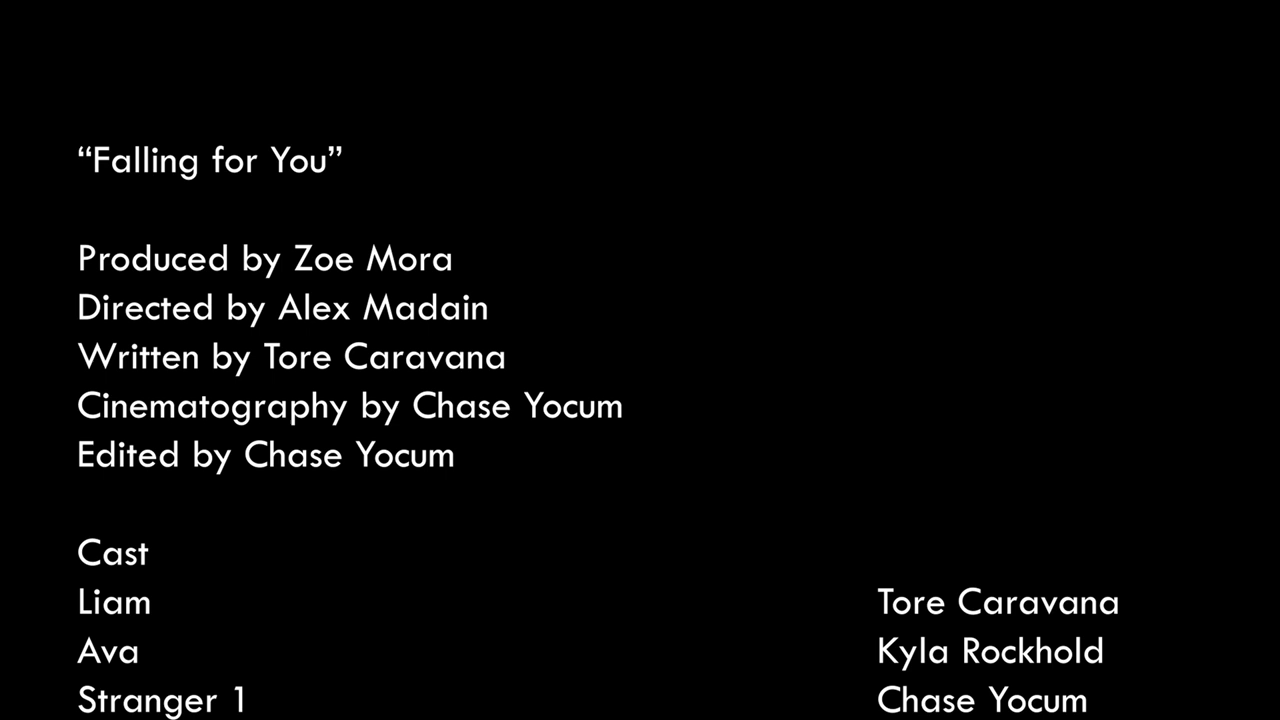 “Falling for You”
Produced by Zoe Mora
Directed by Alex Madain
Written by Tore Caravana
Cinematography by Chase Yocum
Edited by Chase Yocum
Cast
Liam Tore Caravana
Ava Kyla Rockhold
Stranger 1 Chase Yocum